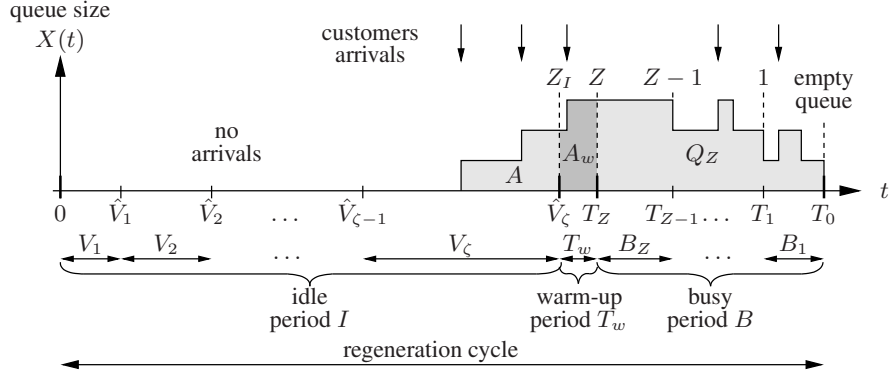 queue size
X(t)
customers
arrivals
Z_I Z Z − 1 1 empty
queue
no
arrivals
A A_w Q_Z
0 V̂_1 V̂_2 … V̂_{ζ−1} V̂_ζ T_Z T_{Z−1} … T_1 T_0 t
V_1 V_2 … V_ζ T_w B_Z … B_1
idle
period I
warm-up
period T_w
busy
period B
regeneration cycle